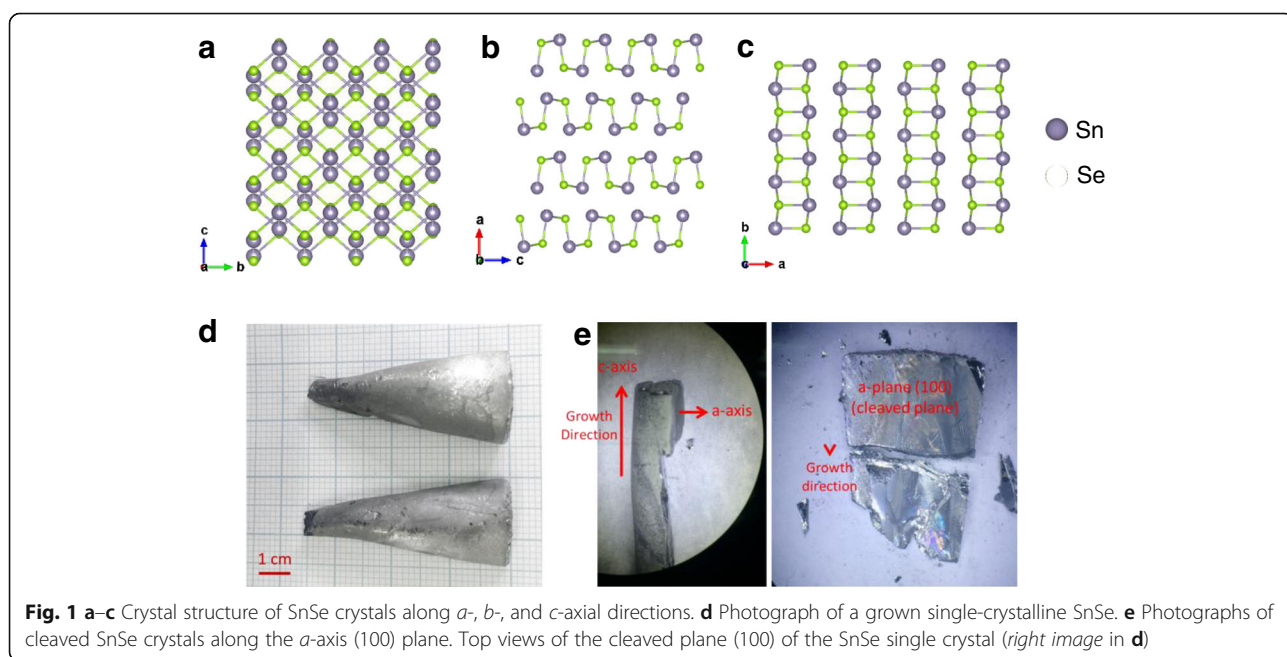 a
b
c
Sn
Se
c
a
b
a
b
c
b
c
a
d
e
1 cm
c-axis
Growth
Direction
a-axis
a-plane (100)
(cleaved plane)
Growth
direction
Fig. 1 a–c Crystal structure of SnSe crystals along a-, b-, and c-axial directions. d Photograph of a grown single-crystalline SnSe. e Photographs of
cleaved SnSe crystals along the a-axis (100) plane. Top views of the cleaved plane (100) of the SnSe single crystal (right image in d)